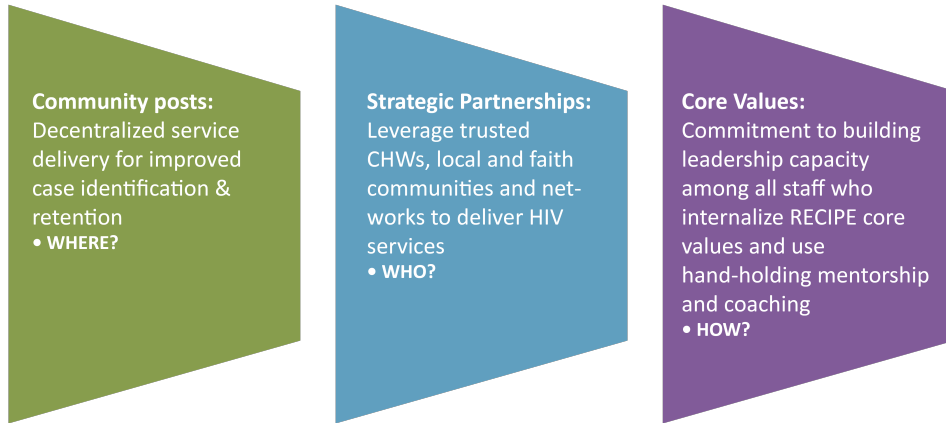 Community posts:
Decentralized service
delivery for improved
case identification &
retention
• WHERE?
Strategic Partnerships:
Leverage trusted
CHWs, local and faith
communities and net-
works to deliver HIV
services
• WHO?
Core Values:
Commitment to building
leadership capacity
among all staff who
internalize RECIPE core
values and use
hand-holding mentorship
and coaching
• HOW?